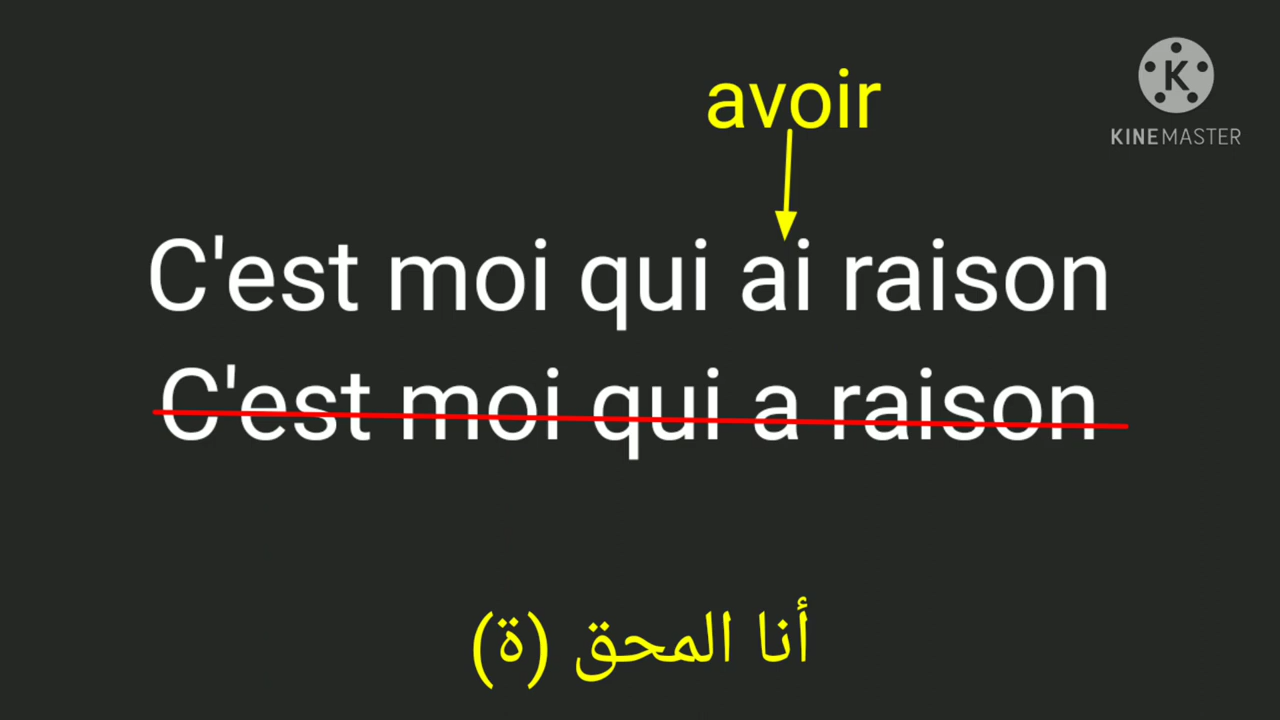 avoir
K
KINEMASTER
C'est moi qui ai raison
C'est moi qui a raison
أنا المحق (ة)